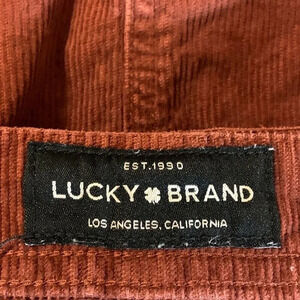 EST.1990
LUCKY BRAND
LOS ANGELES, CALIFORNIA